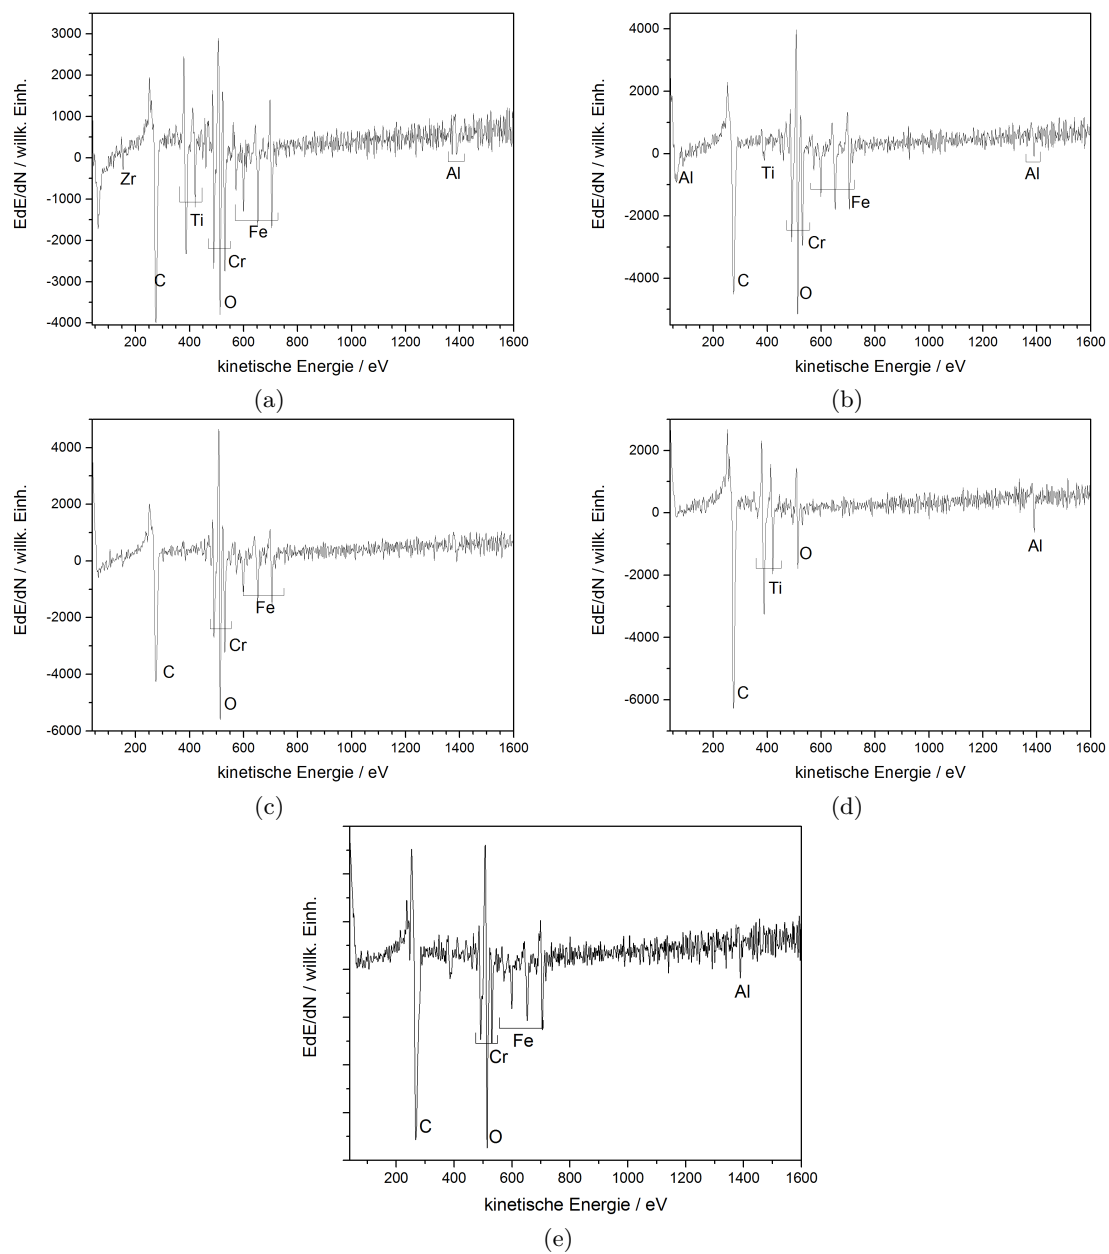 3000
2000
1000
0
-1000
-2000
-3000
-4000
EdE/dN / willk. Einh.
Zr
Ti
Fe
Al
Cr
C
O
200 400 600 800 1000 1200 1400 1600
kinetische Energie / eV
(a)
4000
2000
0
-2000
-4000
EdE/dN / willk. Einh.
Al
Ti
Al
Fe
Cr
C
O
200 400 600 800 1000 1200 1400 1600
kinetische Energie / eV
(b)
4000
2000
0
-2000
-4000
-6000
EdE/dN / willk. Einh.
Fe
Cr
C
O
200 400 600 800 1000 1200 1400 1600
kinetische Energie / eV
(c)
2000
0
-2000
-4000
-6000
EdE/dN / willk. Einh.
O
Al
Ti
C
200 400 600 800 1000 1200 1400 1600
kinetische Energie / eV
(d)
EdE/dN / willk. Einh.
Al
Fe
Cr
C
O
200 400 600 800 1000 1200 1400 1600
kinetische Energie / eV
(e)